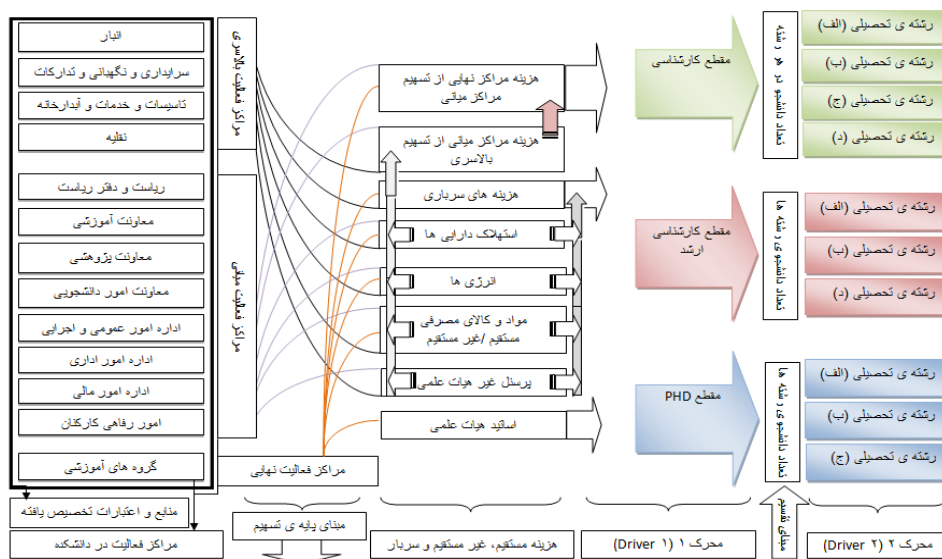 انبار
سرایداری و نگهبانی و تدارکات
تاسیسات و خدمات و آبدارخانه
نقلیه
ریاست و دفتر ریاست
معاونت آموزشی
معاونت پژوهشی
معاونت امور دانشجویی
اداره امور عمومی و اجرایی
اداره امور اداری
اداره امور مالی
امور رفاهی کارکنان
گروه های آموزشی
منابع و اعتبارات تخصیص یافته
مراکز فعالیت در دانشکده
مراکز فعالیت بالاسری
مراکز فعالیت میانی
مراکز فعالیت نهایی
مبنای پایه ی تسهیم
هزینه مراکز نهایی از تسهیم
مراکز میانی
هزینه مراکز میانی از تسهیم
بالاسری
هزینه های سرباری
استهلاک دارایی ها
انرژی ها
مواد و کالای مصرفی
مستقیم /غیر مستقیم
پرسنل غیر هیات علمی
اساتید هیات علمی
هزینه مستقیم، غیر مستقیم و سربار
مقطع کارشناسی
مقطع کارشناسی
ارشد
مقطع PHD
محرک ۱ (Driver ۱)
تعداد دانشجو در هر رشته
تعداد دانشجوی رشته ها
تعداد دانشجوی رشته ها
مبنای تقسیم
رشته ی تحصیلی (الف)
رشته ی تحصیلی (ب)
رشته ی تحصیلی (ج)
رشته ی تحصیلی (د)
رشته ی تحصیلی (الف)
رشته ی تحصیلی (ب)
رشته ی تحصیلی (د)
رشته ی تحصیلی (الف)
رشته ی تحصیلی (ب)
رشته ی تحصیلی (ج)
محرک ۲ (Driver ۲)